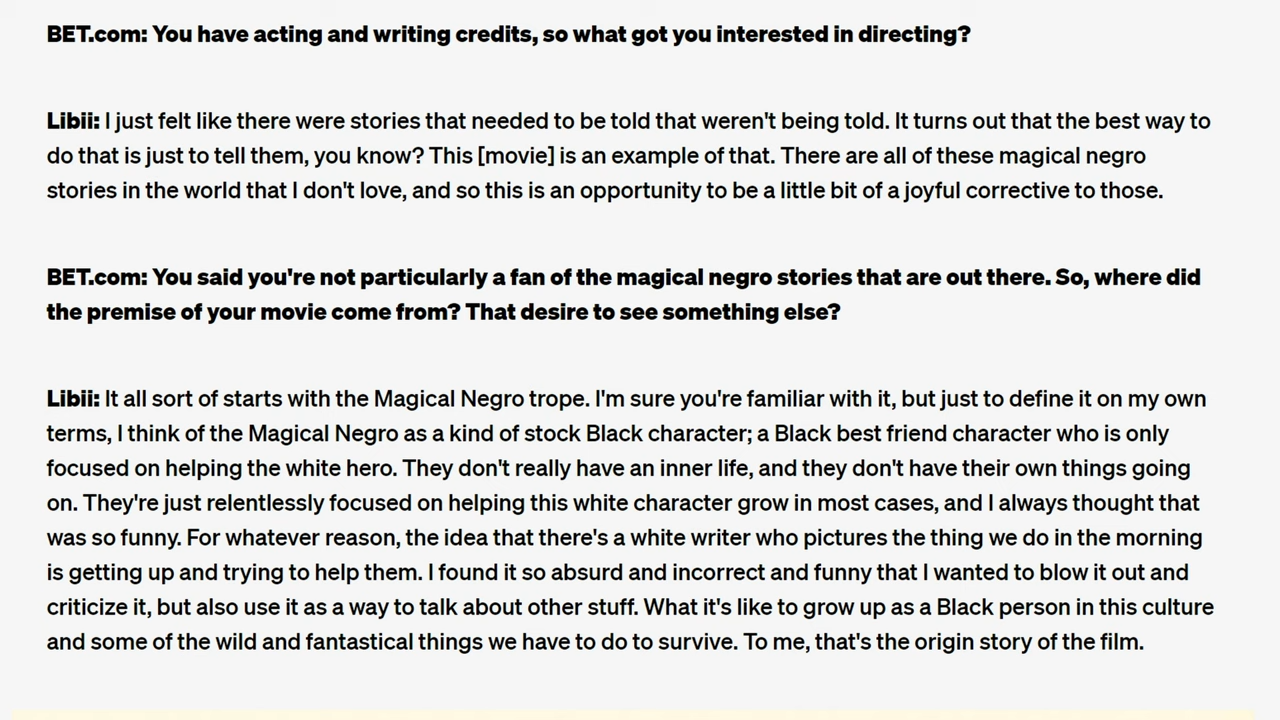 BET.com: You have acting and writing credits, so what got you interested in directing?
Libii: I just felt like there were stories that needed to be told that weren't being told. It turns out that the best way to
do that is just to tell them, you know? This [movie] is an example of that. There are all of these magical negro
stories in the world that I don't love, and so this is an opportunity to be a little bit of a joyful corrective to those.
BET.com: You said you're not particularly a fan of the magical negro stories that are out there. So, where did
the premise of your movie come from? That desire to see something else?
Libii: It all sort of starts with the Magical Negro trope. I'm sure you're familiar with it, but just to define it on my own
terms, I think of the Magical Negro as a kind of stock Black character; a Black best friend character who is only
focused on helping the white hero. They don't really have an inner life, and they don't have their own things going
on. They're just relentlessly focused on helping this white character grow in most cases, and I always thought that
was so funny. For whatever reason, the idea that there's a white writer who pictures the thing we do in the morning
is getting up and trying to help them. I found it so absurd and incorrect and funny that I wanted to blow it out and
criticize it, but also use it as a way to talk about other stuff. What it's like to grow up as a Black person in this culture
and some of the wild and fantastical things we have to do to survive. To me, that's the origin story of the film.